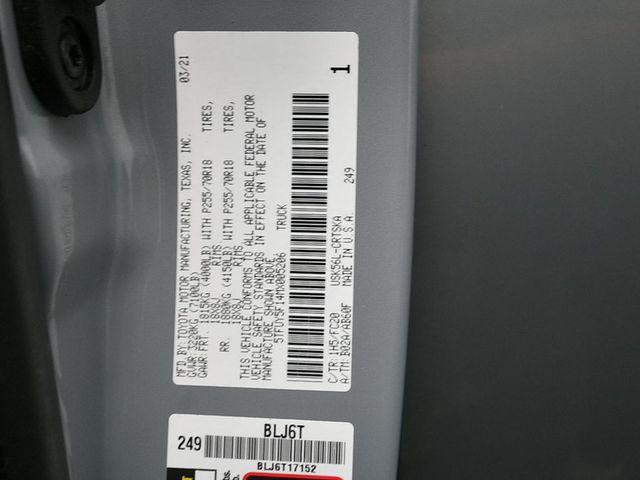 MFD BY: TOYOTA MOTOR MANUFACTURING, TEXAS, INC. 03/21
GVWR: 3220KG (7100LB)
GAWR: FRT. 1815KG (4000LB) WITH P255/70R18 TIRES,
18X8J RIMS
RR. 1880KG (4150LB) WITH P255/70R18 TIRES,
18X8J RIMS
THIS VEHICLE CONFORMS TO ALL APPLICABLE FEDERAL MOTOR
VEHICLE SAFETY STANDARDS IN EFFECT ON THE DATE OF
MANUFACTURE SHOWN ABOVE.
5TFUY5F14MX005206 TRUCK
1
C/TR: 1H5/FC20 USK56L-CRTSKA 249
A/TM: B02A/AB60F MADE IN U.S.A.
BLJ6T
249
BLJ6T17152